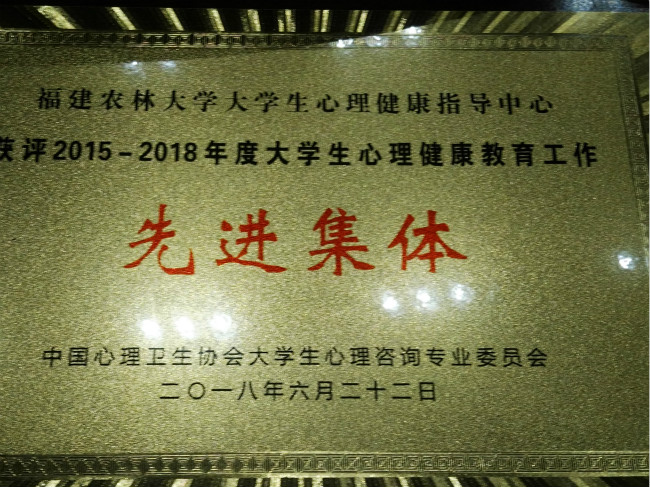 福建农林大学大学生心理健康指导中心
获评2015-2018年度大学生心理健康教育工作
先进集体
中国心理卫生协会大学生心理咨询专业委员会
二〇一八年六月二十二日